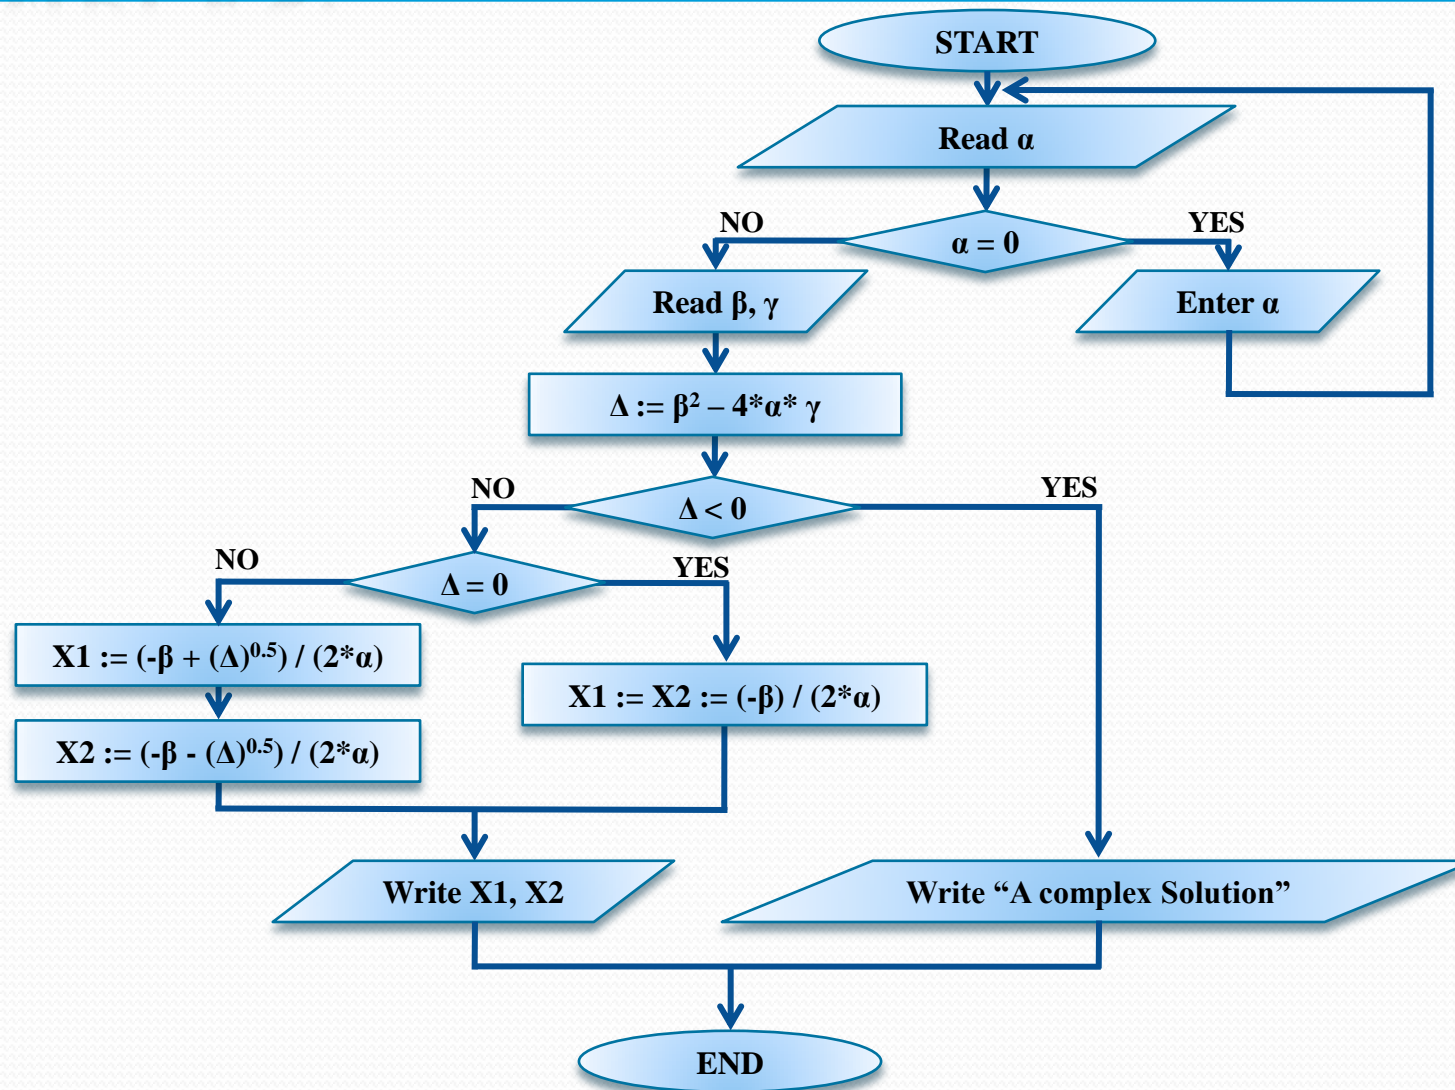 START
Read α
NO
YES
α = 0
Read β, γ
Enter α
Δ := β² – 4*α* γ
NO
YES
Δ < 0
NO
YES
Δ = 0
X1 := (-β + (Δ)⁰·⁵) / (2*α)
X1 := X2 := (-β) / (2*α)
X2 := (-β - (Δ)⁰·⁵) / (2*α)
Write X1, X2
Write “A complex Solution”
END